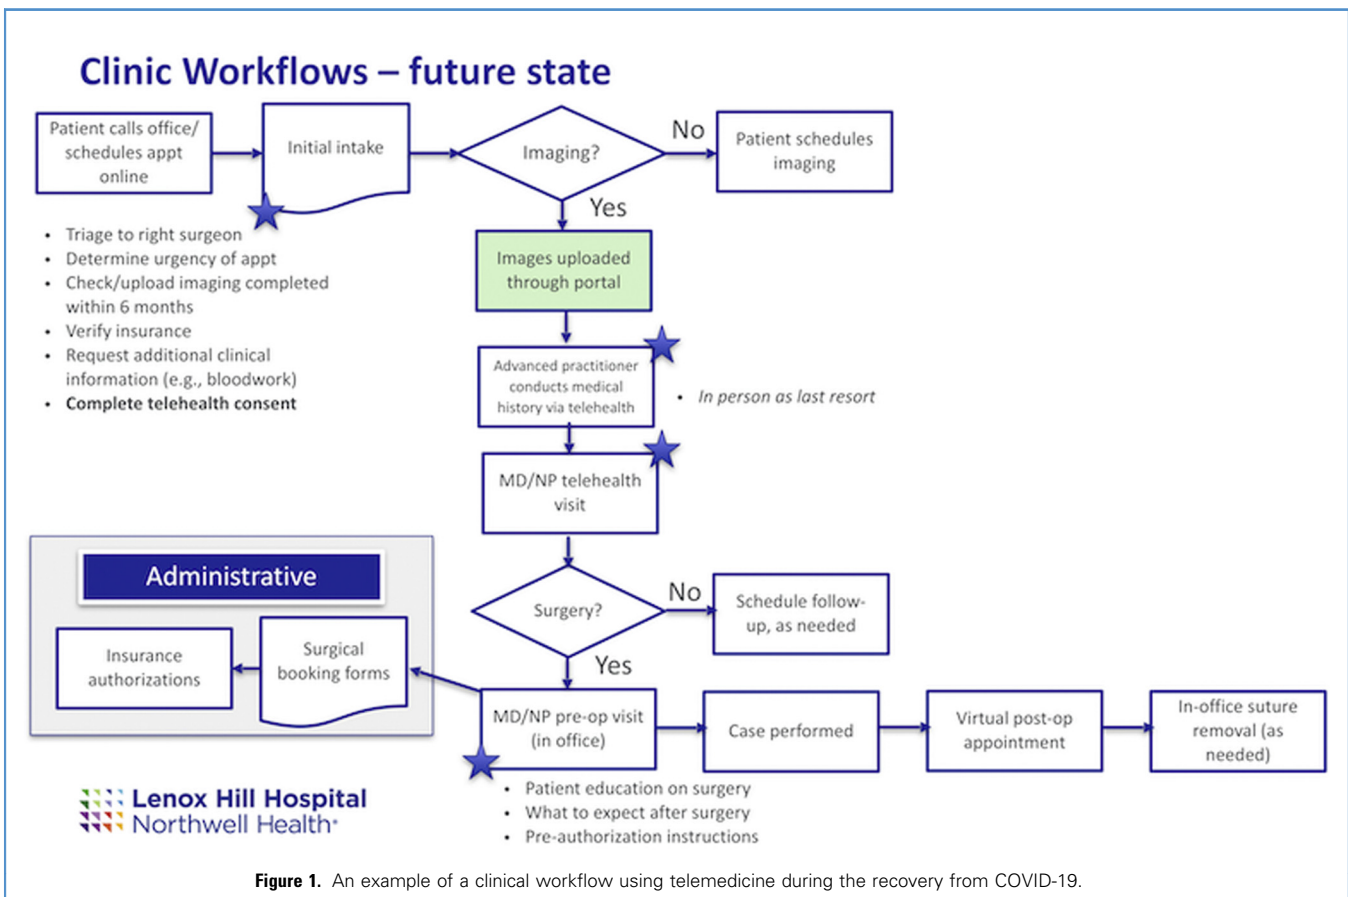 Clinic Workflows – future state
Patient calls office/
schedules appt
online
Initial intake
Imaging?
No
Patient schedules
imaging
Yes
• Triage to right surgeon
• Determine urgency of appt
• Check/upload imaging completed
within 6 months
• Verify insurance
• Request additional clinical
information (e.g., bloodwork)
• Complete telehealth consent
Images uploaded
through portal
Advanced practitioner
conducts medical
history via telehealth
• In person as last resort
MD/NP telehealth
visit
Surgery?
No
Schedule follow-
up, as needed
Yes
Administrative
Insurance
authorizations
Surgical
booking forms
MD/NP pre-op visit
(in office)
Case performed
Virtual post-op
appointment
In-office suture
removal (as
needed)
• Patient education on surgery
• What to expect after surgery
• Pre-authorization instructions
Lenox Hill Hospital
Northwell Health
Figure 1. An example of a clinical workflow using telemedicine during the recovery from COVID-19.